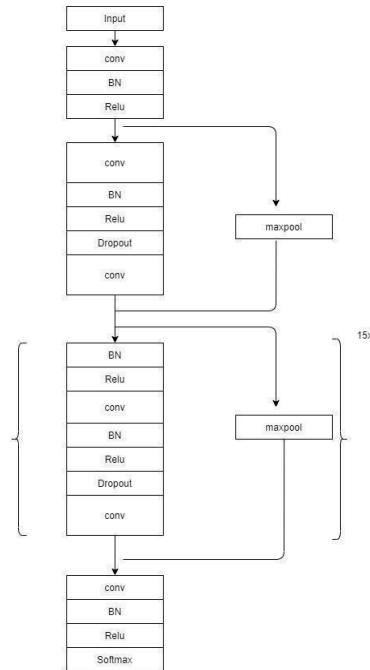 Input
conv
BN
Relu
conv
BN
Relu
Dropout
conv
maxpool
15x
BN
Relu
conv
BN
Relu
Dropout
conv
maxpool
conv
BN
Relu
Softmax